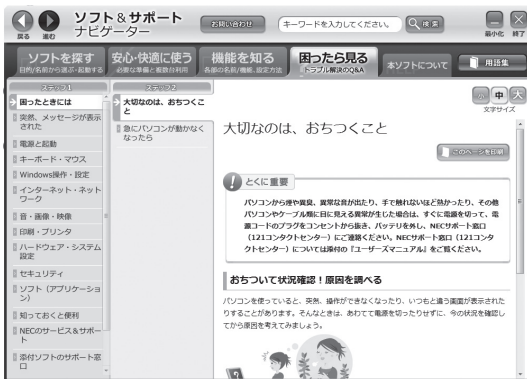 ソフト&サポート
ナビゲーター
戻る 進む
お問い合わせ
キーワードを入力してください。
検索
最小化 終了
ソフトを探す
目的/名前から選ぶ・起動する
安心・快適に使う
必要な準備と複数台利用
機能を知る
各部の名前/機能、設定方法
困ったら見る
トラブル解決のQ&A
本ソフトについて
用語集
ステップ1
困ったときには
突然、メッセージが表示
された
電源と起動
キーボード・マウス
Windows操作・設定
インターネット・ネット
ワーク
音・画像・映像
印刷・プリンタ
ハードウェア・システム
設定
セキュリティ
ソフト(アプリケーショ
ン)
知っておくと便利
NECのサービス&サポー
ト
添付ソフトのサポート窓
口
ステップ2
大切なのは、おちつくこ
と
急にパソコンが動かなく
なったら
小 中 大
文字サイズ
大切なのは、おちつくこと
このページを印刷
とくに重要
パソコンから煙や異臭、異常な音が出たり、手で触れないほど熱かったり、その他
パソコンやケーブル類に目に見える異常が生じた場合は、すぐに電源を切って、電
源コードのプラグをコンセントから抜き、バッテリを外し、NECサポート窓口
(121コンタクトセンター)にご連絡ください。NECサポート窓口(121コンタ
クトセンター)については添付の『ユーザーズマニュアル』をご覧ください。
おちついて状況確認!原因を調べる
パソコンを使っていると、突然、操作ができなくなったり、いつもと違う画面が表示された
りすることがあります。そんなときは、あわてて電源を切ったりせずに、今の状況を確認し
てから原因を考えてみましょう。